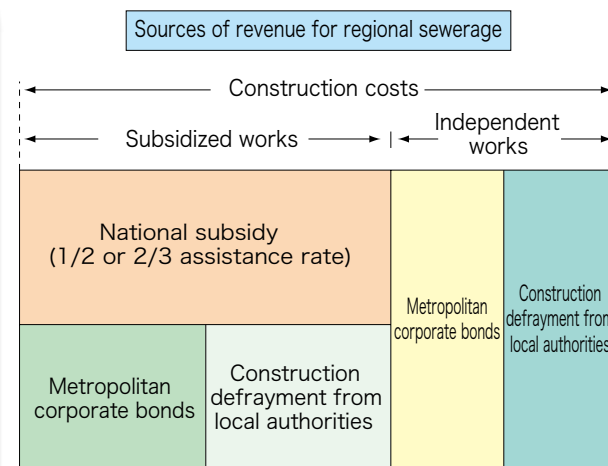 Sources of revenue for regional sewerage
Construction costs
Subsidized works
Independent
works
National subsidy
(1/2 or 2/3 assistance rate)
Metropolitan
corporate bonds
Construction
defrayment from
local authorities
Metropolitan
corporate bonds
Construction
defrayment from
local authorities